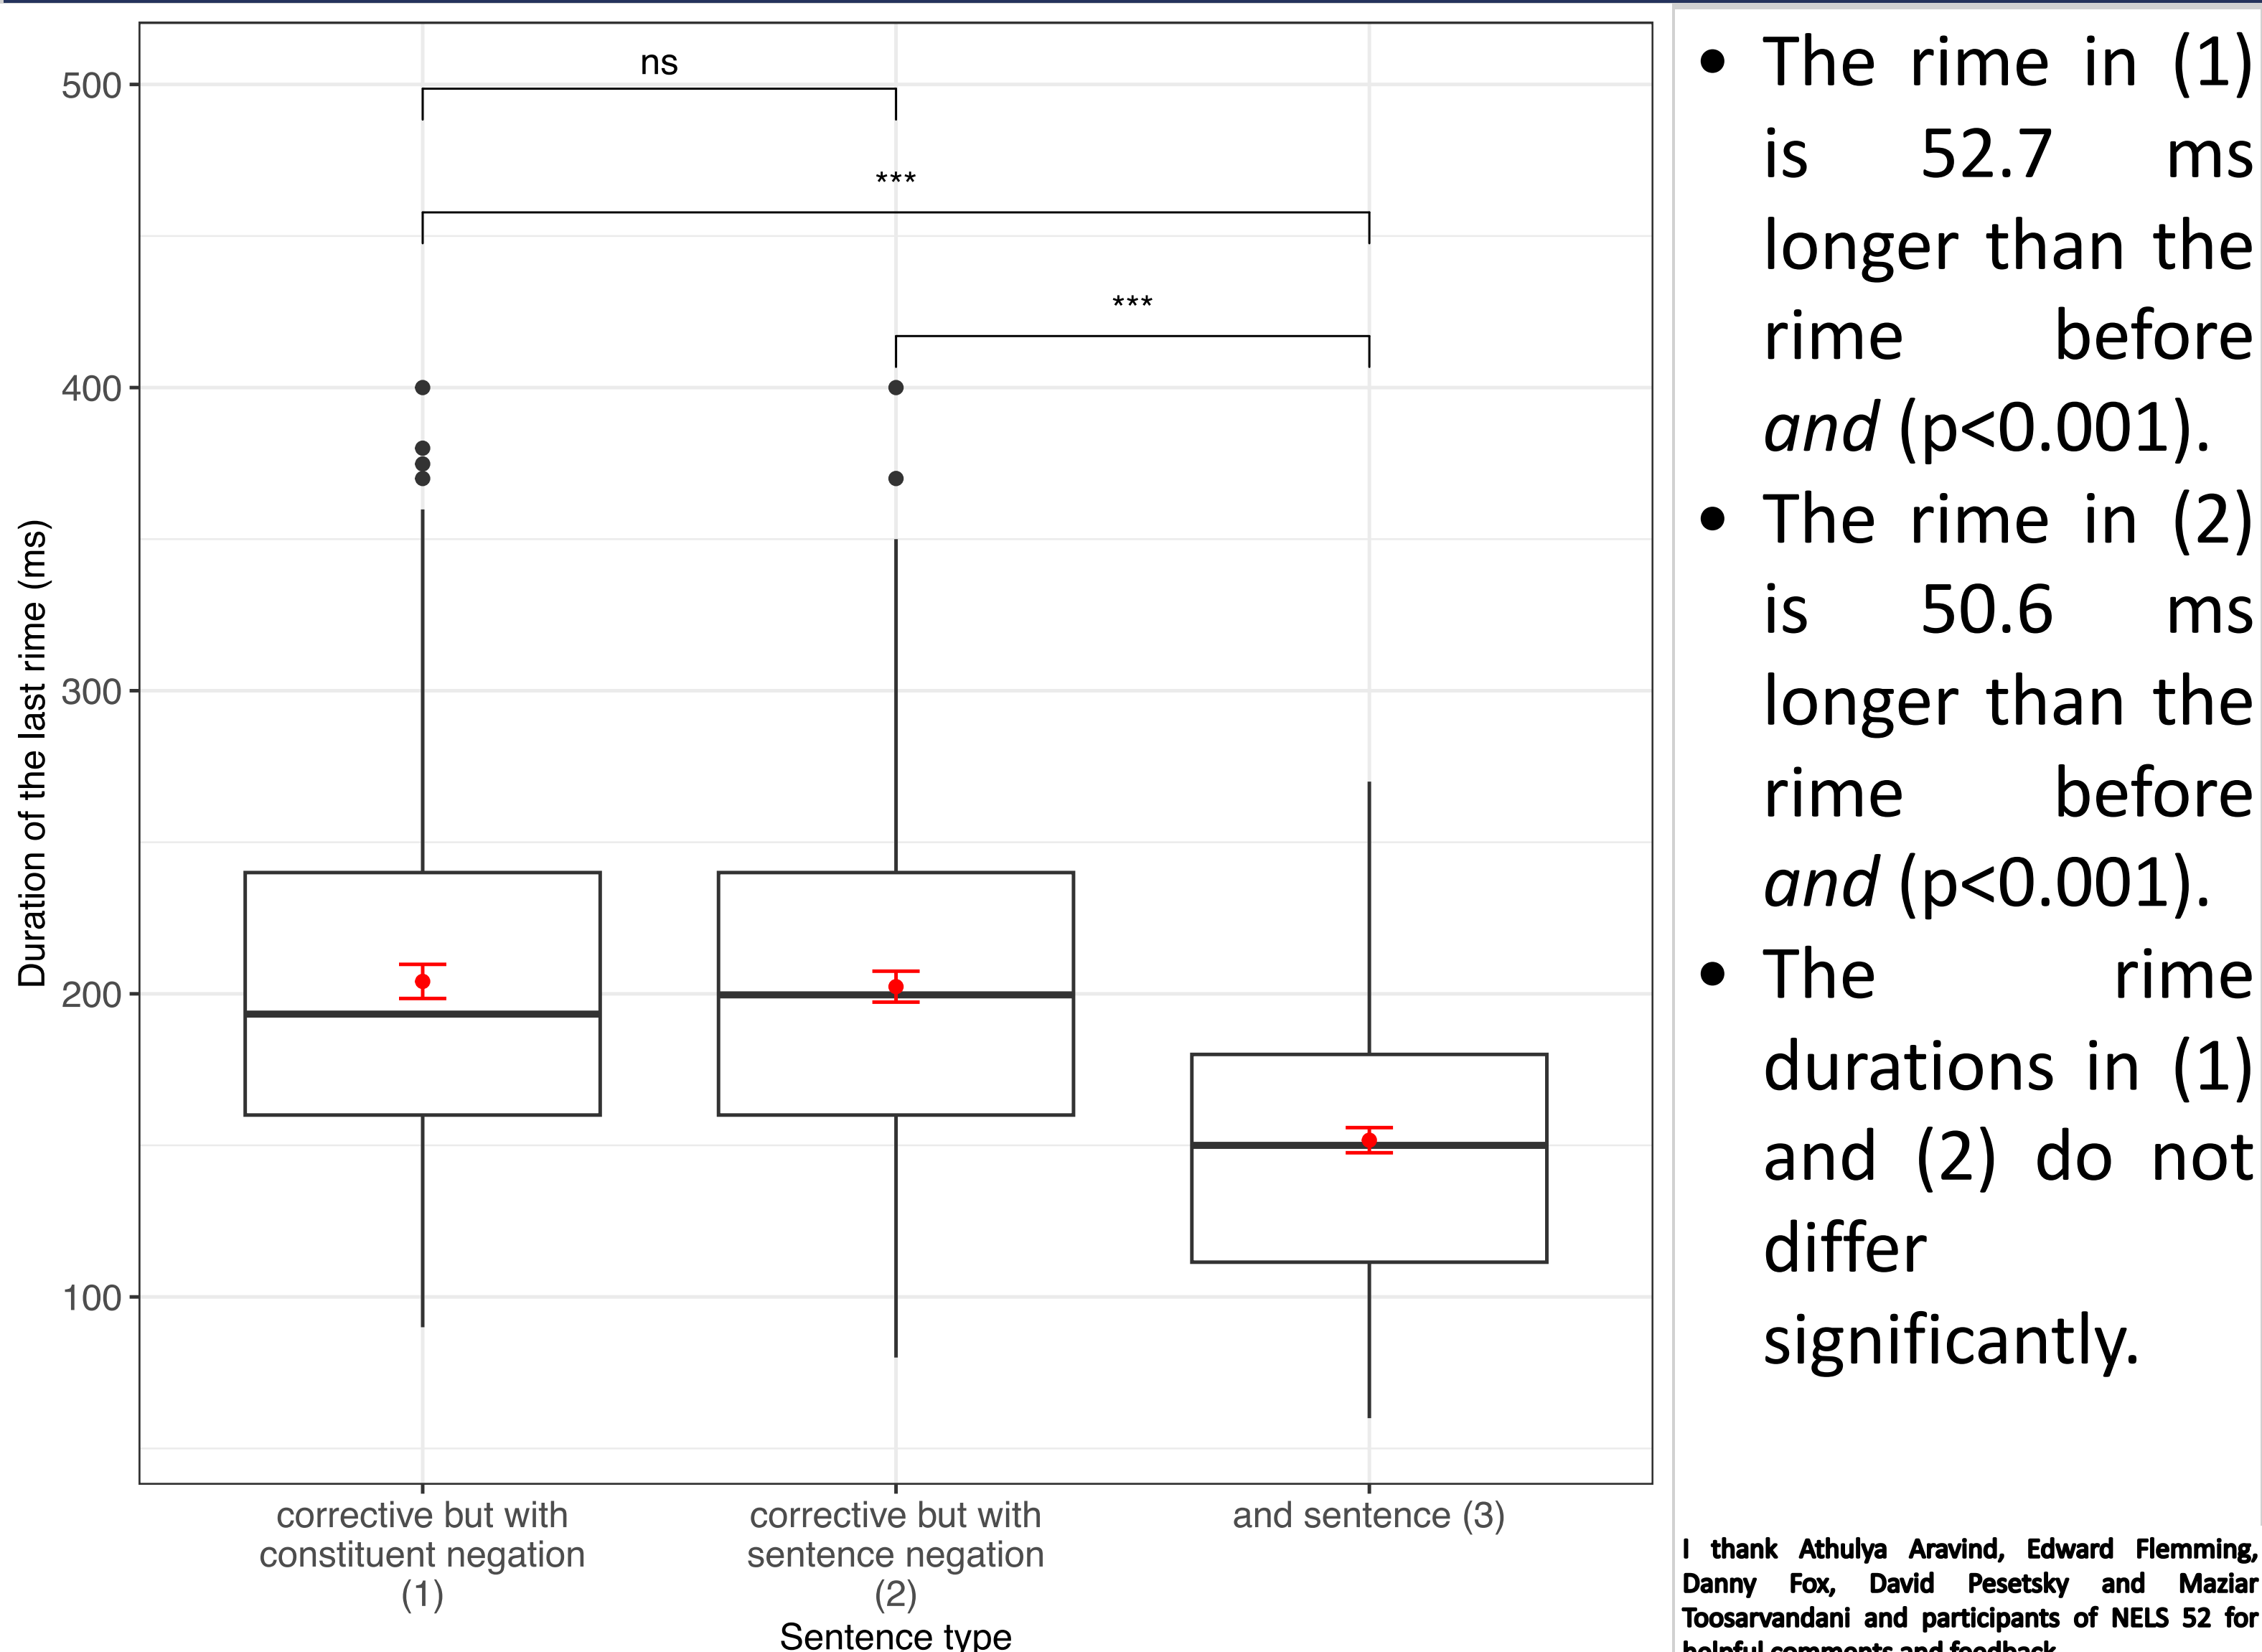 ns
***
***
500
400
300
200
100
Duration of the last rime (ms)
corrective but with
constituent negation
(1)
corrective but with
sentence negation
(2)
and sentence (3)
Sentence type
• The rime in (1)
is 52.7 ms
longer than the
rime before
and (p<0.001).
• The rime in (2)
is 50.6 ms
longer than the
rime before
and (p<0.001).
• The rime
durations in (1)
and (2) do not
differ
significantly.
I thank Athulya Aravind, Edward Flemming,
Danny Fox, David Pesetsky and Maziar
Toosarvandani and participants of NELS 52 for
helpful comments and feedback